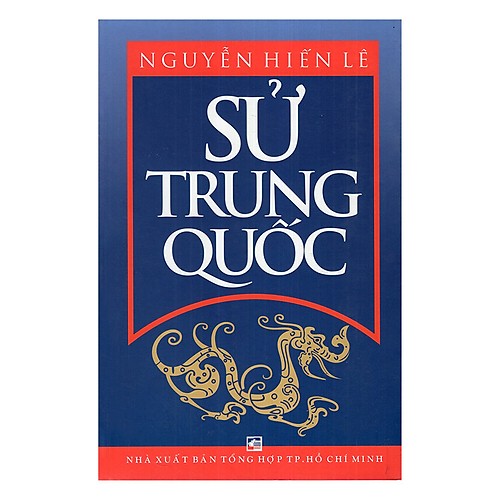 NGUYỄN HIẾN LÊ
SỬ
TRUNG
QUỐC
NHÀ XUẤT BẢN TỔNG HỢP TP. HỒ CHÍ MINH